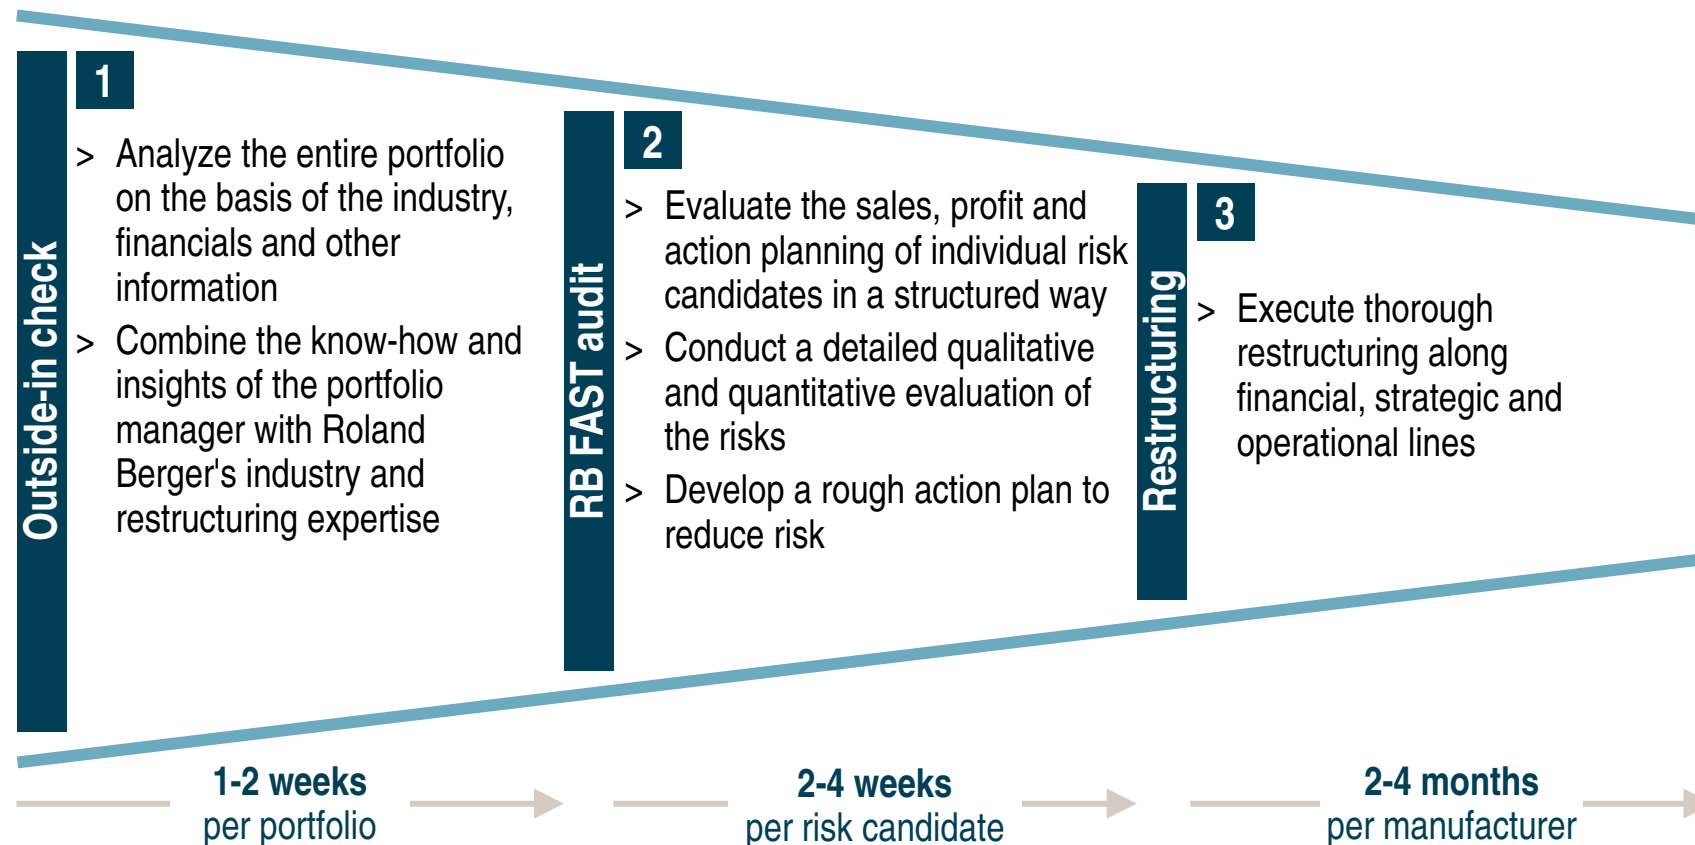 Outside-in check
1
> Analyze the entire portfolio
on the basis of the industry,
financials and other
information
> Combine the know-how and
insights of the portfolio
manager with Roland
Berger's industry and
restructuring expertise
RB FAST audit
2
> Evaluate the sales, profit and
action planning of individual risk
candidates in a structured way
> Conduct a detailed qualitative
and quantitative evaluation of
the risks
> Develop a rough action plan to
reduce risk
Restructuring
3
> Execute thorough
restructuring along
financial, strategic and
operational lines
1-2 weeks
per portfolio
2-4 weeks
per risk candidate
2-4 months
per manufacturer